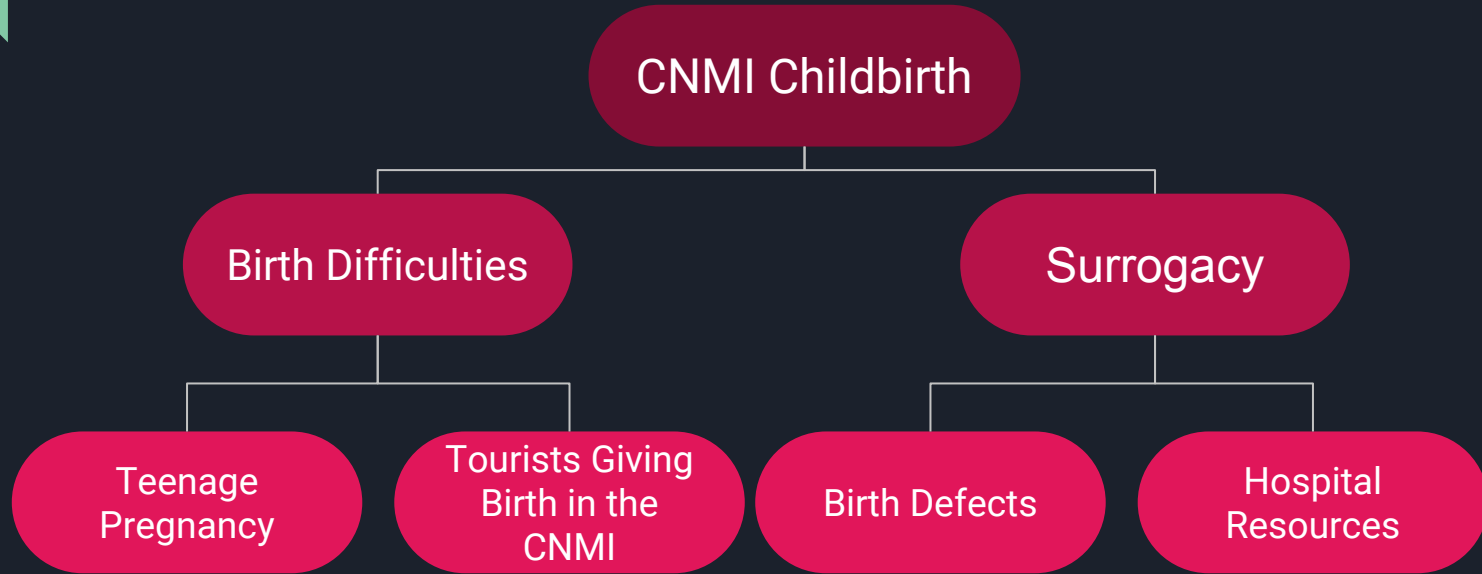 CNMI Childbirth
Birth Difficulties
Surrogacy
Teenage
Pregnancy
Tourists Giving
Birth in the
CNMI
Birth Defects
Hospital
Resources